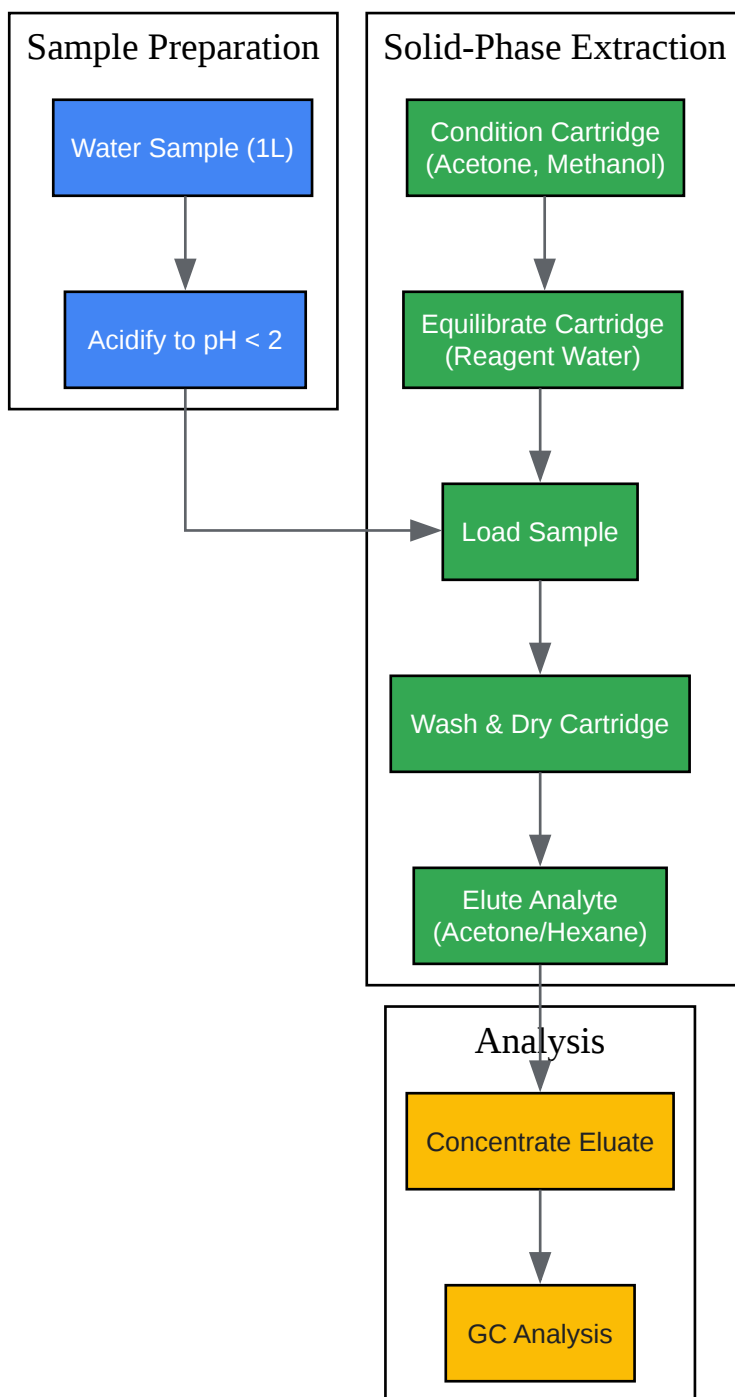 Sample Preparation
Water Sample (1L)
Acidify to pH < 2
Solid-Phase Extraction
Condition Cartridge
(Acetone, Methanol)
Equilibrate Cartridge
(Reagent Water)
Load Sample
Wash & Dry Cartridge
Elute Analyte
(Acetone/Hexane)
Analysis
Concentrate Eluate
GC Analysis